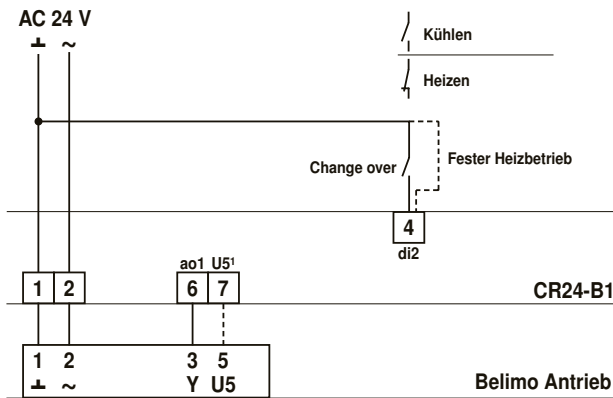 AC 24 V
⊥ ~
Kühlen
Heizen
Change over
Fester Heizbetrieb
4
di2
ao1 U5¹
1 2 6 7
CR24-B1
1 2 3 5
⊥ ~ Y U5
Belimo Antrieb